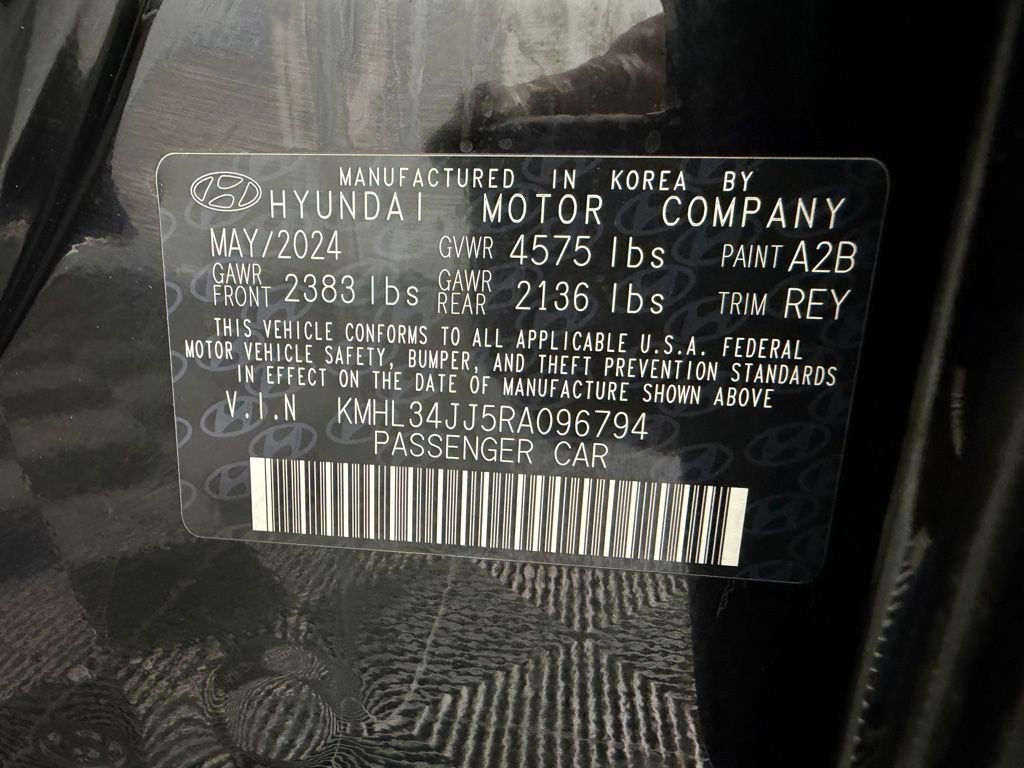 MANUFACTURED IN KOREA BY
HYUNDAI MOTOR COMPANY
MAY/2024 GVWR 4575 lbs PAINT A2B
GAWR FRONT 2383 lbs GAWR REAR 2136 lbs TRIM REY
THIS VEHICLE CONFORMS TO ALL APPLICABLE U.S.A. FEDERAL
MOTOR VEHICLE SAFETY, BUMPER, AND THEFT PREVENTION STANDARDS
IN EFFECT ON THE DATE OF MANUFACTURE SHOWN ABOVE
V.I.N KMHL34JJ5RA096794
PASSENGER CAR